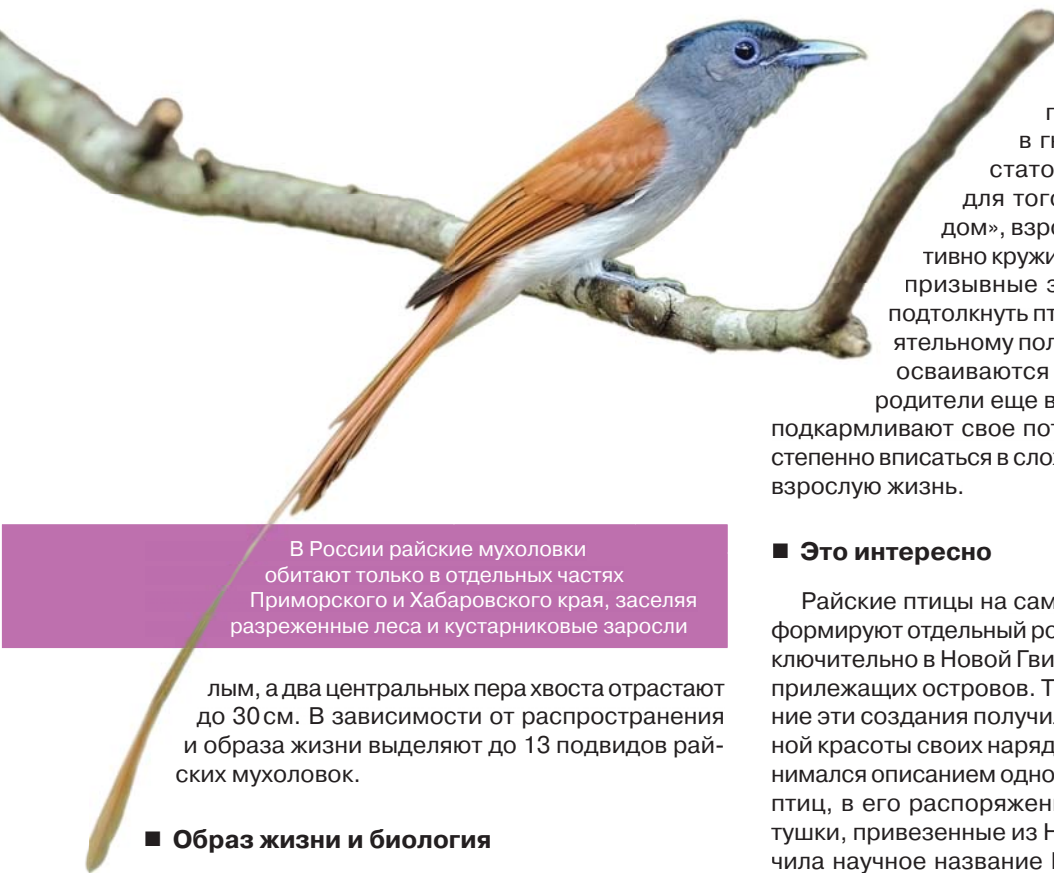 В России райские мухоловки
обитают только в отдельных частях
Приморского и Хабаровского края, заселяя
разреженные леса и кустарниковые заросли
лым, а два центральных пера хвоста отрастают
до 30 см. В зависимости от распространения
и образа жизни выделяют до 13 подвидов рай-
ских мухоловок.
■ Образ жизни и биология
в
стато
для того
дом», взро
тивно кружи
призывные з
подтолкнуть пт
ятельному пол
осваиваются
родители еще в
подкармливают свое пот
степенно вписаться в сло
взрослую жизнь.
■ Это интересно
Райские птицы на сам
формируют отдельный ро
ключительно в Новой Гви
прилежащих островов. Т
ние эти создания получи
ной красоты своих наряд
нимался описанием одно
птиц, в его распоряжен
тушки, привезенные из Н
чила научное название